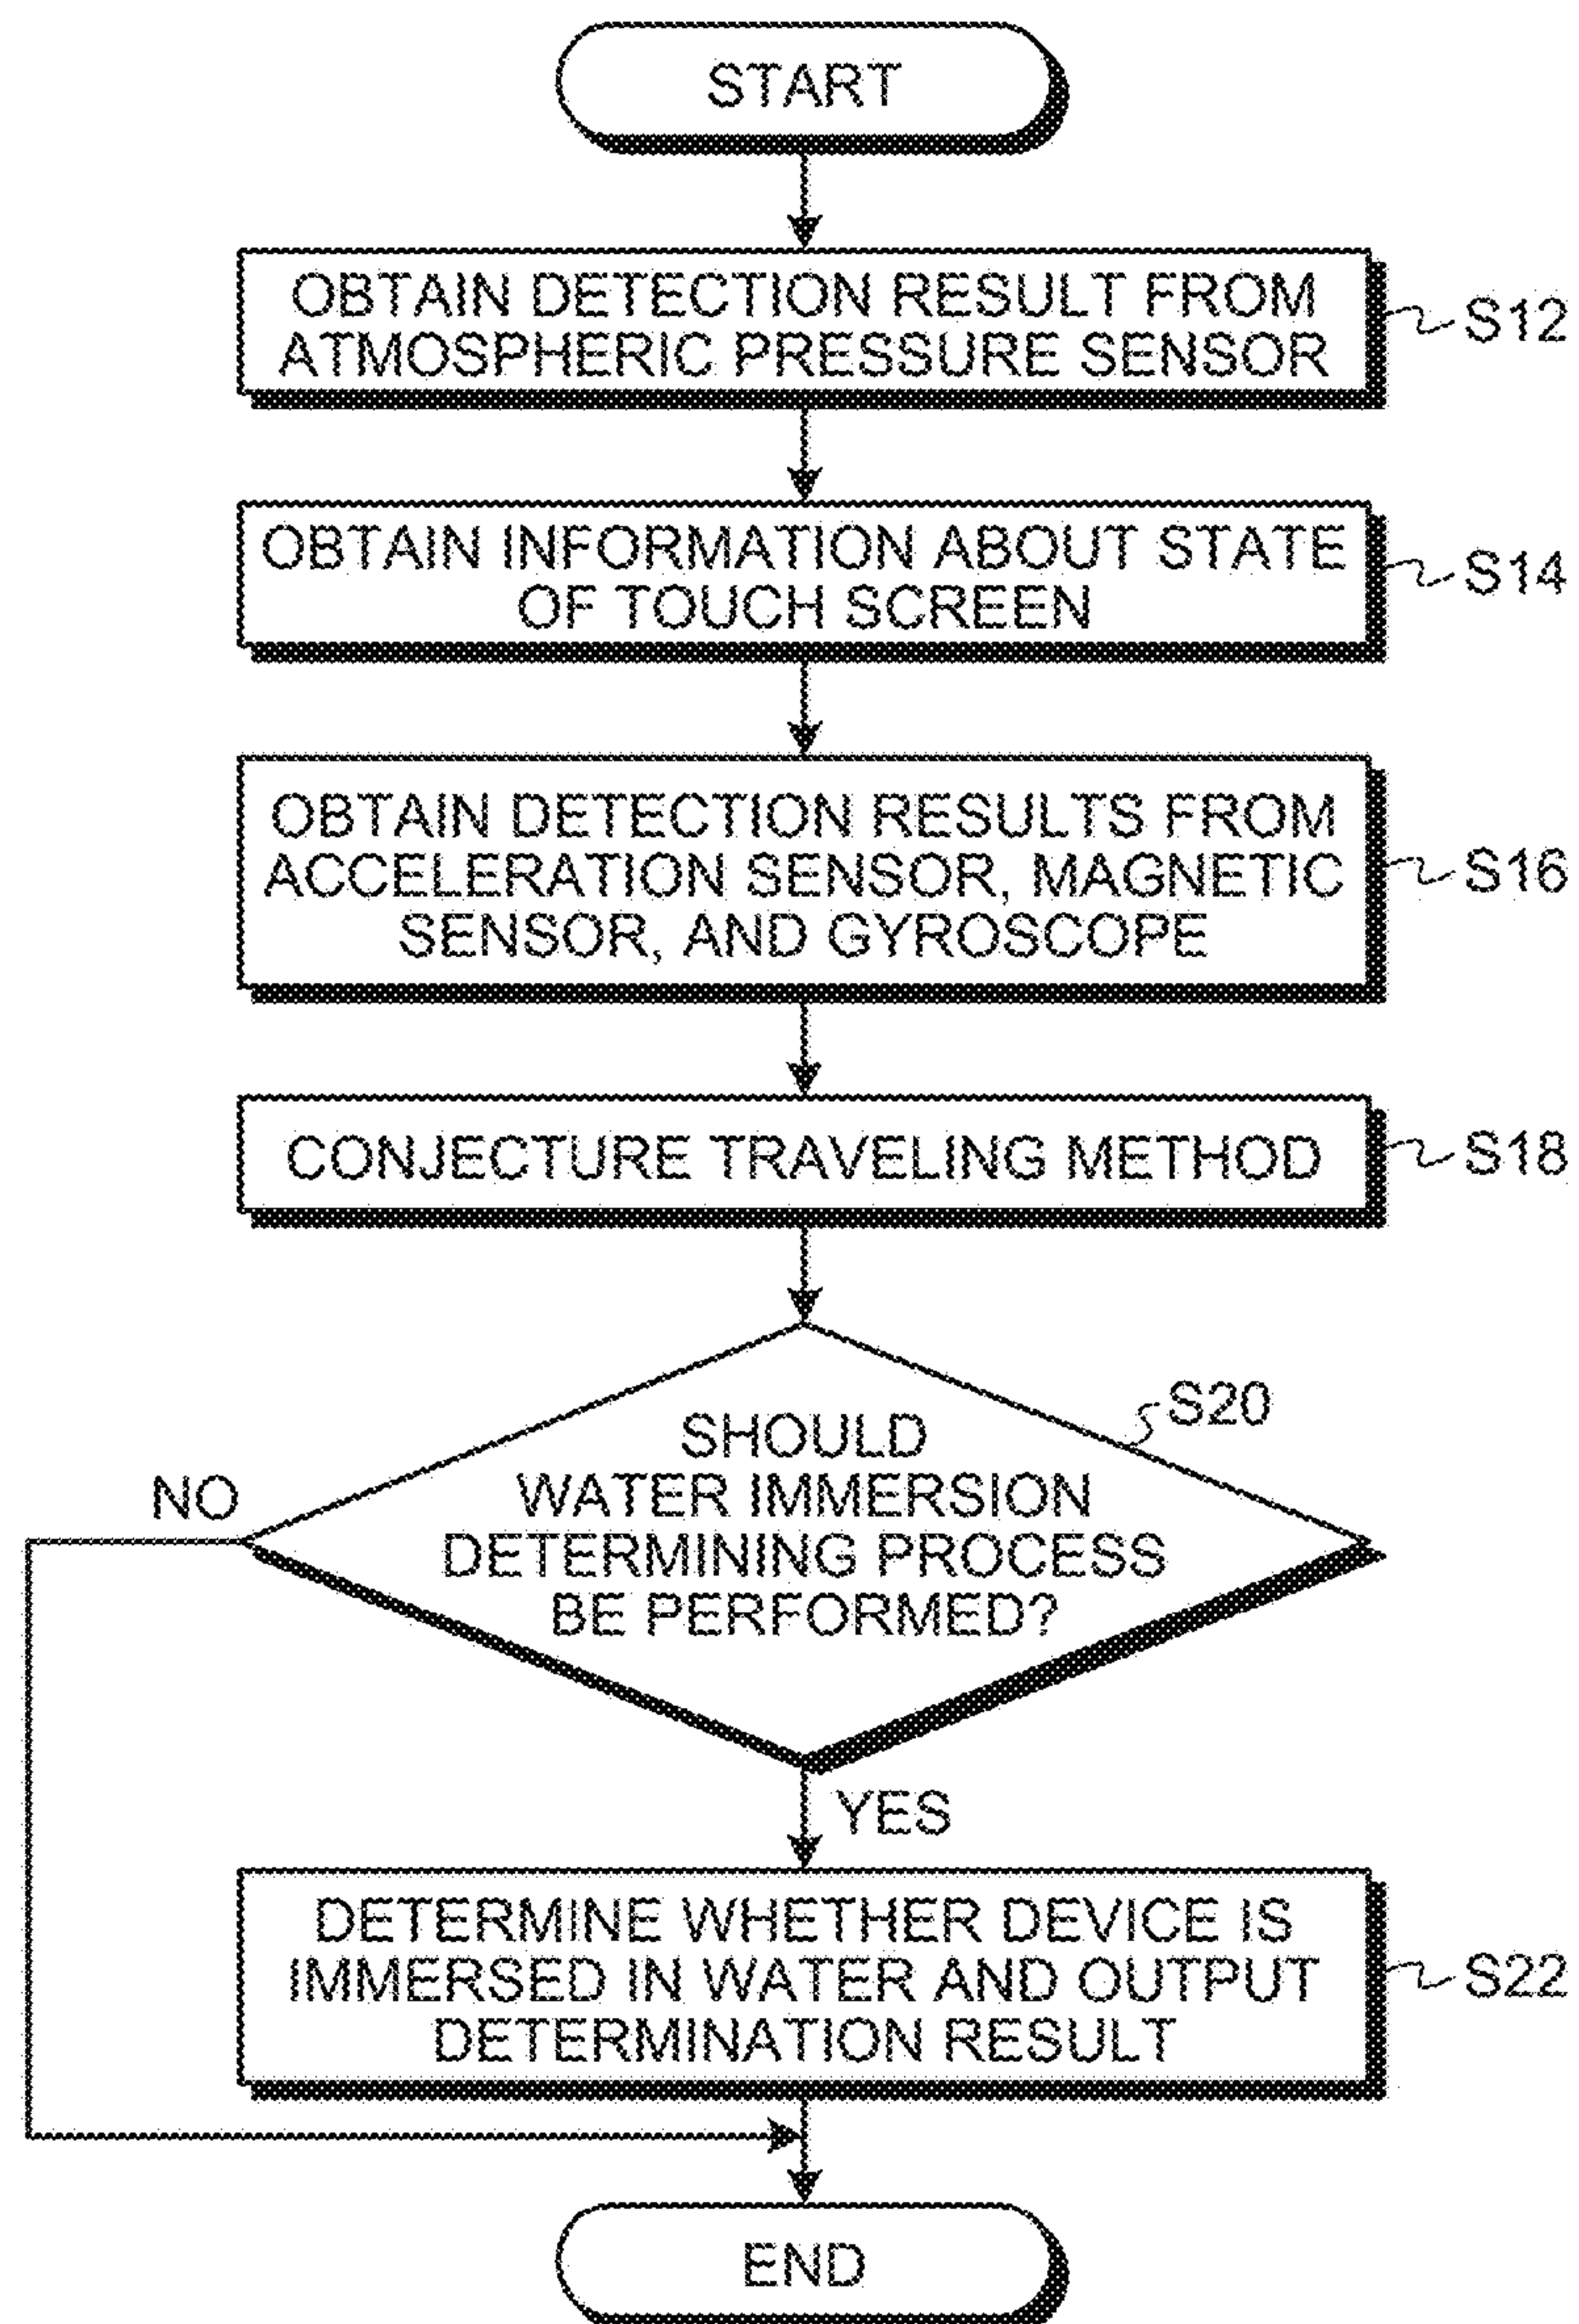 START
OBTAIN DETECTION RESULT FROM
ATMOSPHERIC PRESSURE SENSOR
S12
OBTAIN INFORMATION ABOUT STATE
OF TOUCH SCREEN
S14
OBTAIN DETECTION RESULTS FROM
ACCELERATION SENSOR, MAGNETIC
SENSOR, AND GYROSCOPE
S16
CONJECTURE TRAVELING METHOD
S18
S20
SHOULD
WATER IMMERSION
DETERMINING PROCESS
BE PERFORMED?
NO
YES
DETERMINE WHETHER DEVICE IS
IMMERSED IN WATER AND OUTPUT
DETERMINATION RESULT
S22
END